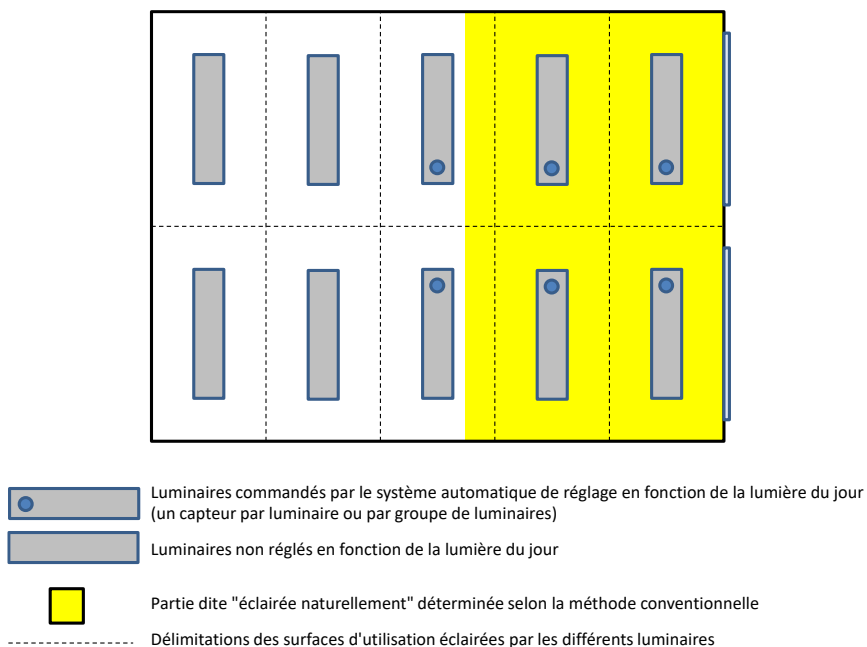 Luminaires commandés par le système automatique de réglage en fonction de la lumière du jour
(un capteur par luminaire ou par groupe de luminaires)
Luminaires non réglés en fonction de la lumière du jour
Partie dite "éclairée naturellement" déterminée selon la méthode conventionnelle
Délimitations des surfaces d'utilisation éclairées par les différents luminaires